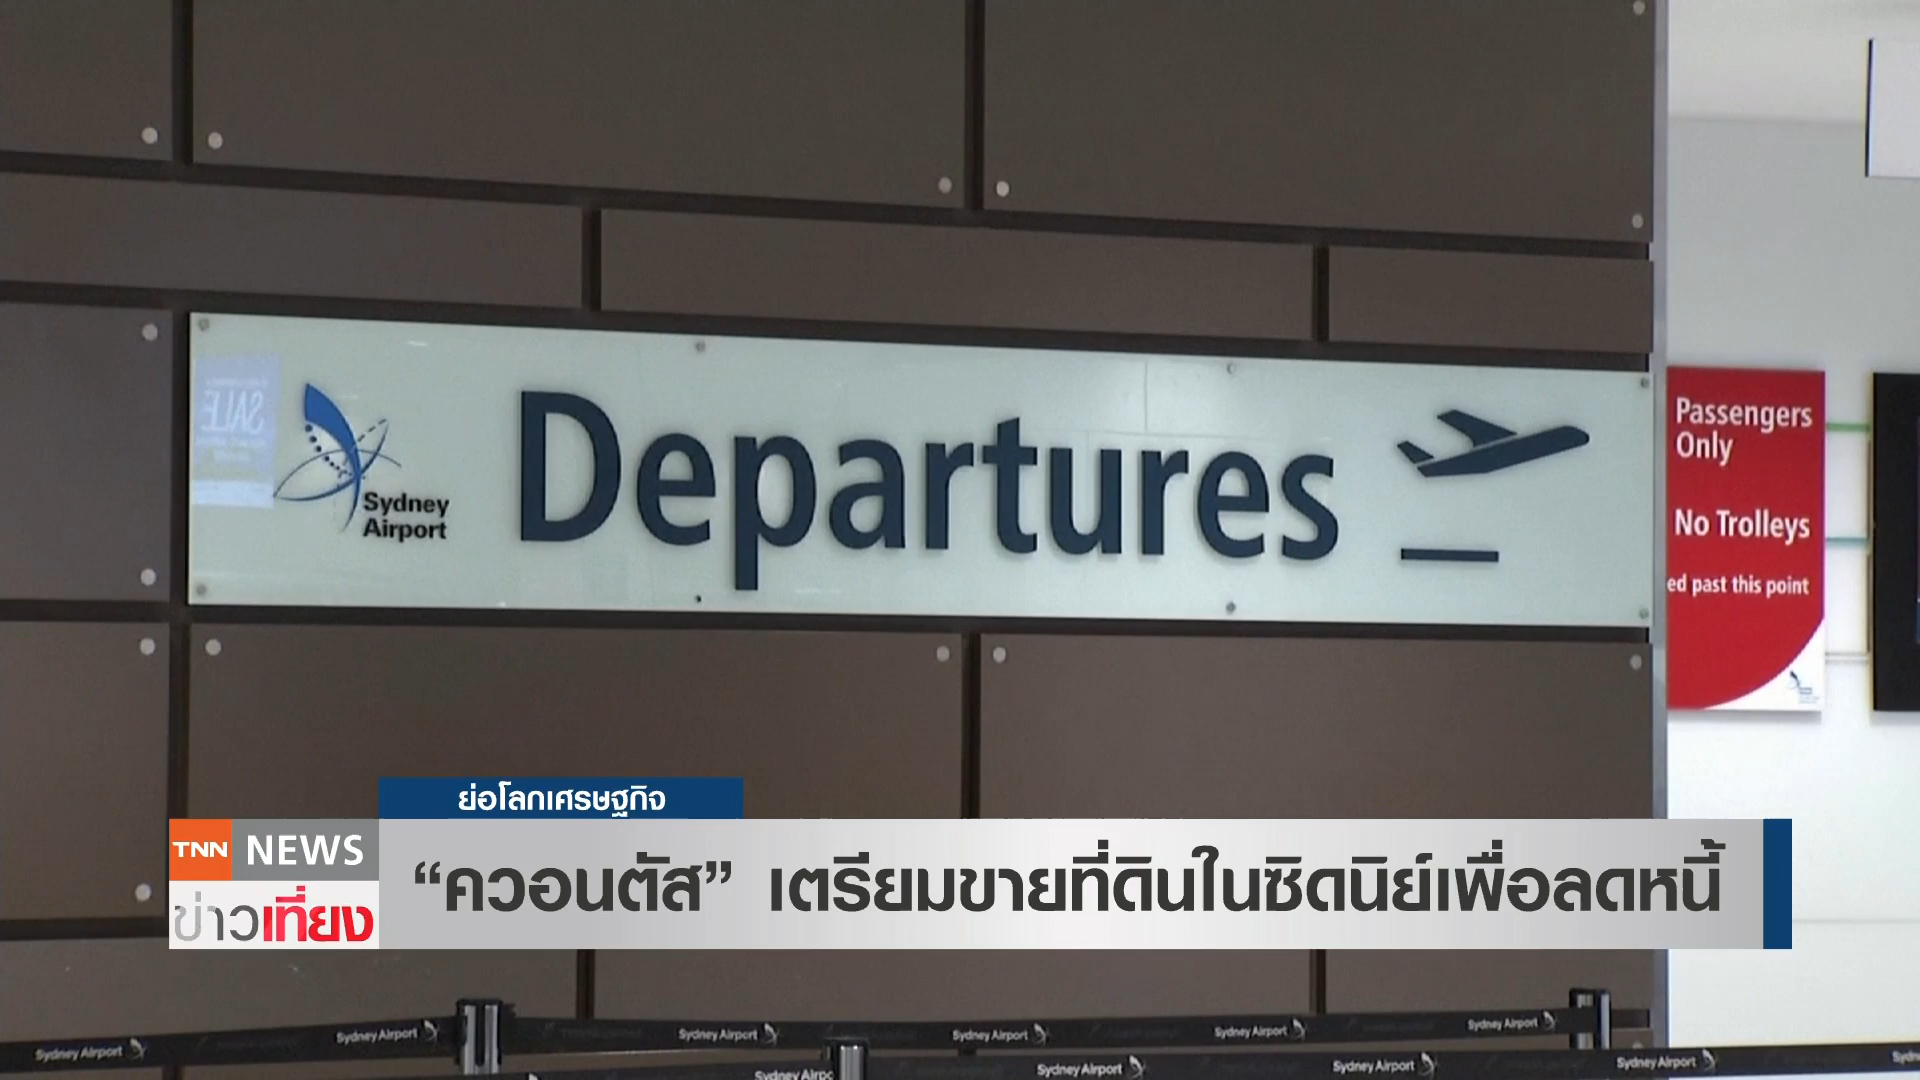 SALE
Sydney
Airport
Departures
Passengers
Only
No Trolleys
ed past this point
ย่อโลกเศรษฐกิจ
TNN NEWS
ข่าวเที่ยง
“ควอนตัส” เตรียมขายที่ดินในซิดนีย์เพื่อลดหนี้
Sydney Airport
Sydney Airport
Sydney Airport
Sydney Airport
Sydney Airport
Sydney Airport
Sydney Airpo
Sydney Airport
Sydney Airport
Sydney Airport
Sydn